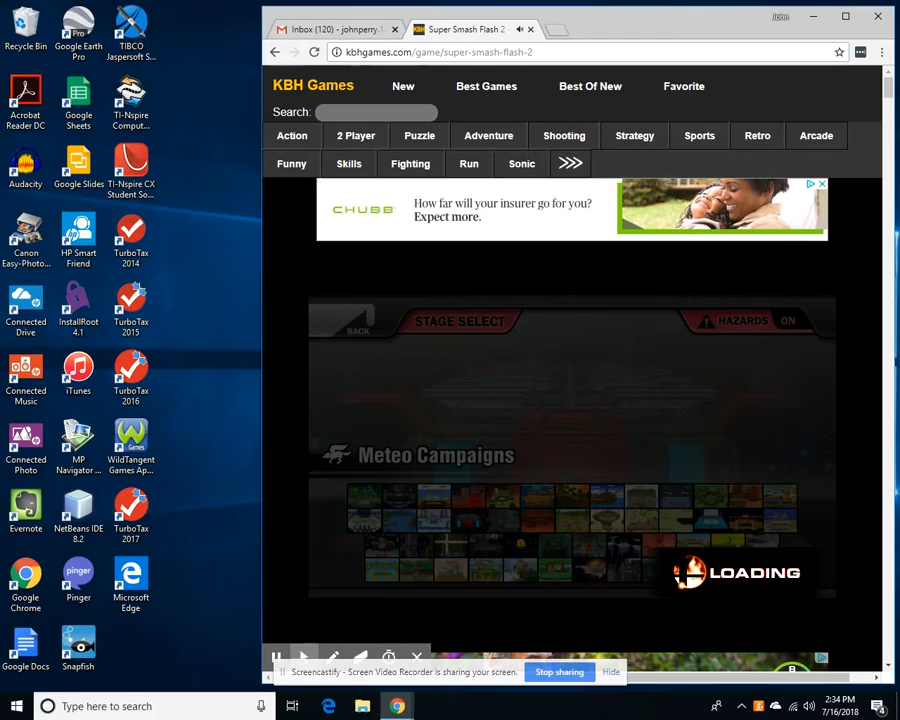 Recycle Bin
Google Earth Pro
TIBCO Jaspersoft S...
Acrobat Reader DC
Google Sheets
TI-Nspire Comput...
Audacity
Google Slides
TI-Nspire CX Student So...
Canon Easy-Photo...
HP Smart Friend
TurboTax 2014
Connected Drive
InstallRoot 4.1
TurboTax 2015
Connected Music
iTunes
TurboTax 2016
Connected Photo
MP Navigator ...
WildTangent Games Ap...
Evernote
NetBeans IDE 8.2
TurboTax 2017
Google Chrome
Pinger
Microsoft Edge
Google Docs
Snapfish
John
Inbox (120) - johnperry.1
Super Smash Flash 2 -
kbhgames.com/game/super-smash-flash-2
KBH Games New Best Games Best Of New Favorite
Search:
Action 2 Player Puzzle Adventure Shooting Strategy Sports Retro Arcade
Funny Skills Fighting Run Sonic >>>
CHUBB
How far will your insurer go for you?
Expect more.
BACK STAGE SELECT HAZARDS ON
Meteo Campaigns
LOADING
Screencastify - Screen Video Recorder is sharing your screen. Stop sharing Hide
Type here to search
2:34 PM
7/16/2018
4